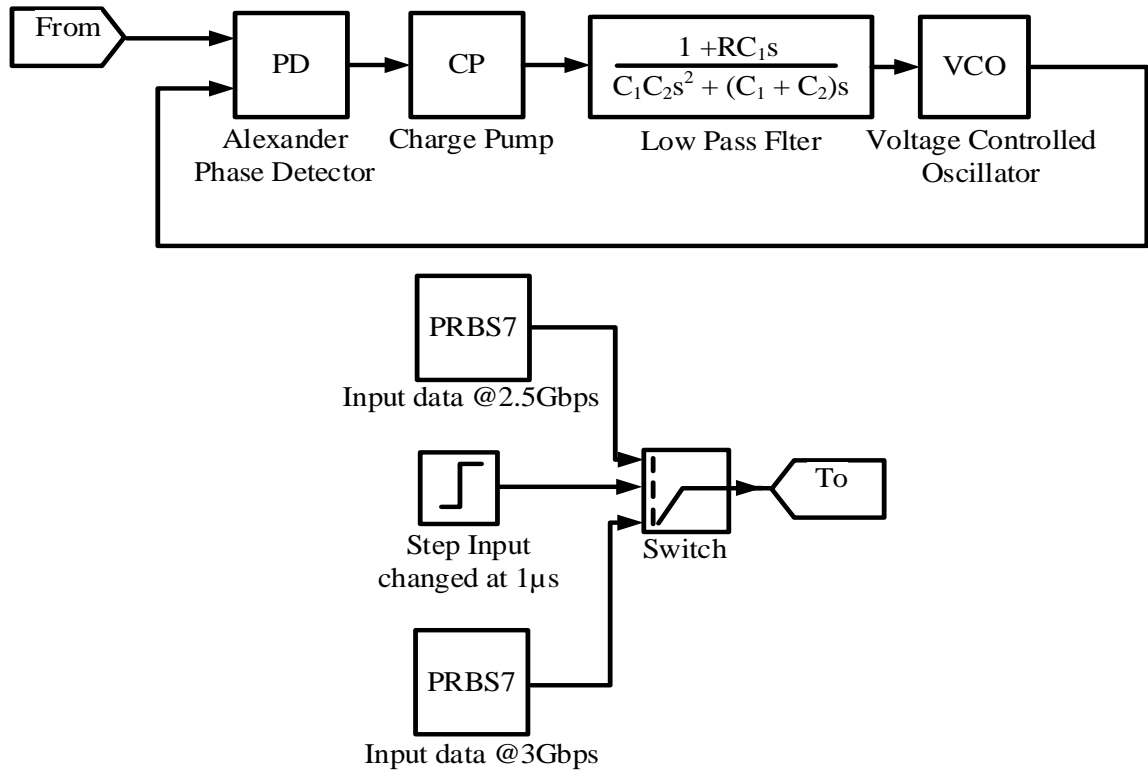 From
PD
CP
1 +RC₁s
C₁C₂s² + (C₁ + C₂)s
VCO
Alexander
Phase Detector
Charge Pump
Low Pass Flter
Voltage Controlled
Oscillator
PRBS7
Input data @2.5Gbps
To
Step Input
changed at 1µs
Switch
PRBS7
Input data @3Gbps